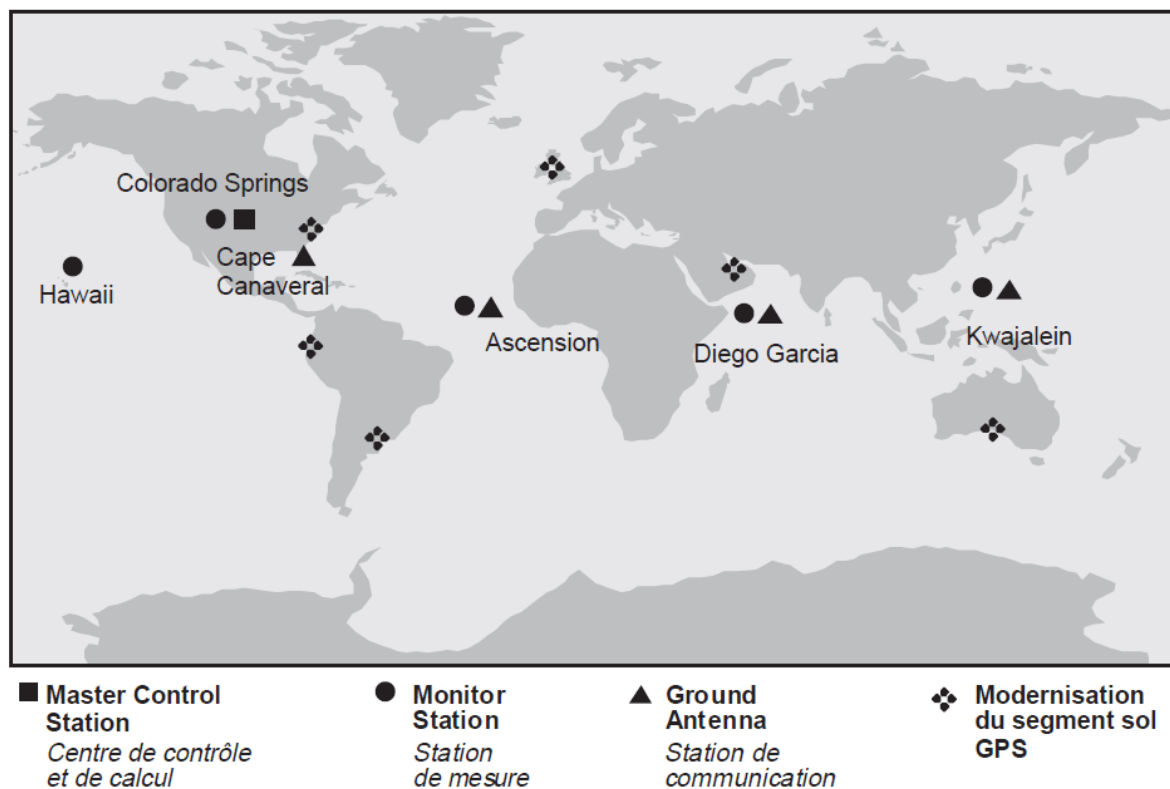 Colorado Springs
Cape
Canaveral
Hawaii
Ascension
Diego Garcia
Kwajalein
Master Control
Station
Centre de contrôle
et de calcul
Monitor
Station
Station
de mesure
Ground
Antenna
Station de
communication
Modernisation
du segment sol
GPS